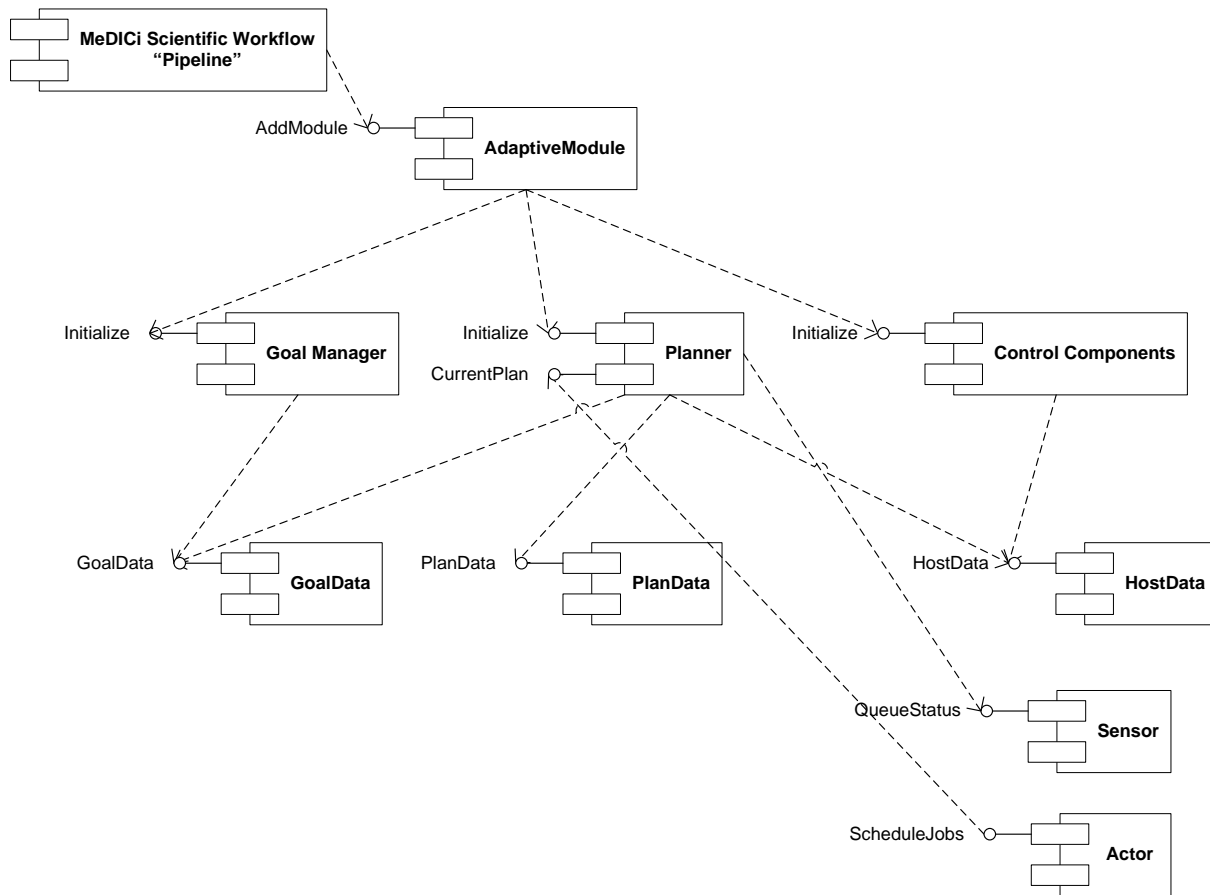 MeDICi Scientific Workflow
“Pipeline”
AddModule
AdaptiveModule
Initialize
Goal Manager
Initialize
CurrentPlan
Planner
Initialize
Control Components
GoalData
GoalData
PlanData
PlanData
HostData
HostData
QueueStatus
Sensor
ScheduleJobs
Actor